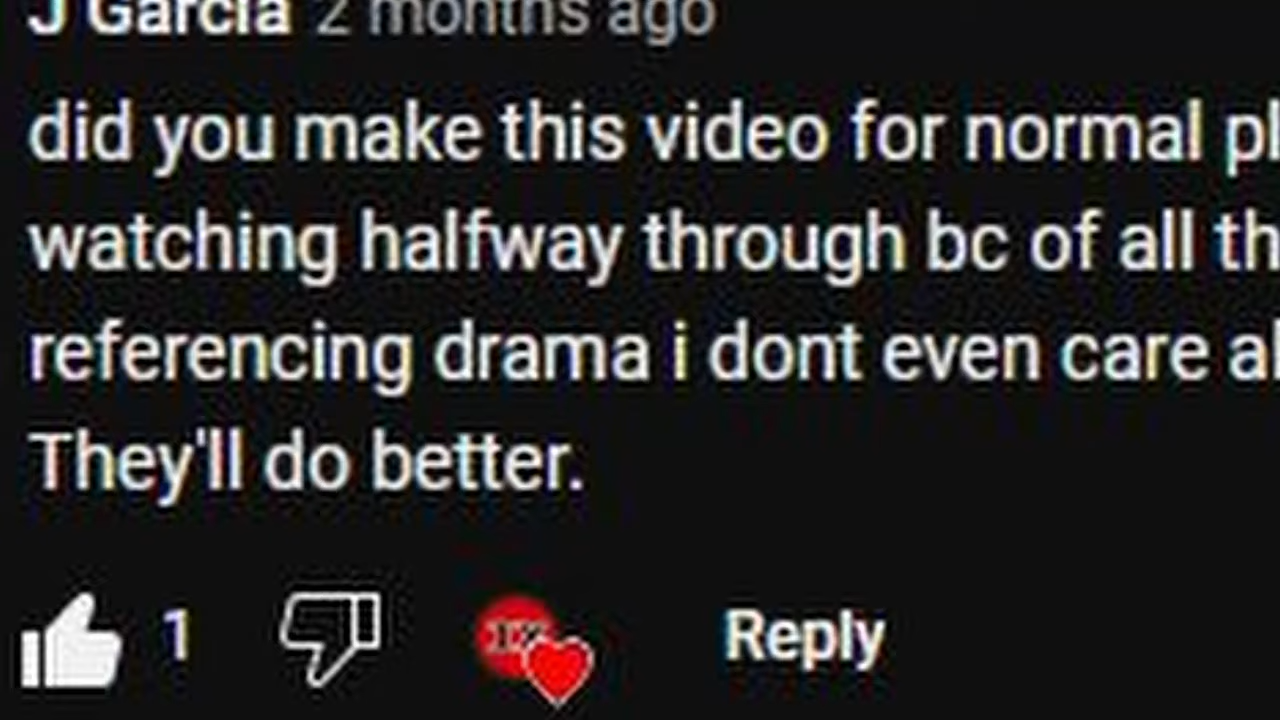 J Garcia 2 months ago
did you make this video for normal
watching halfway through bc of all
referencing drama i dont even care
They'll do better.
1
Reply